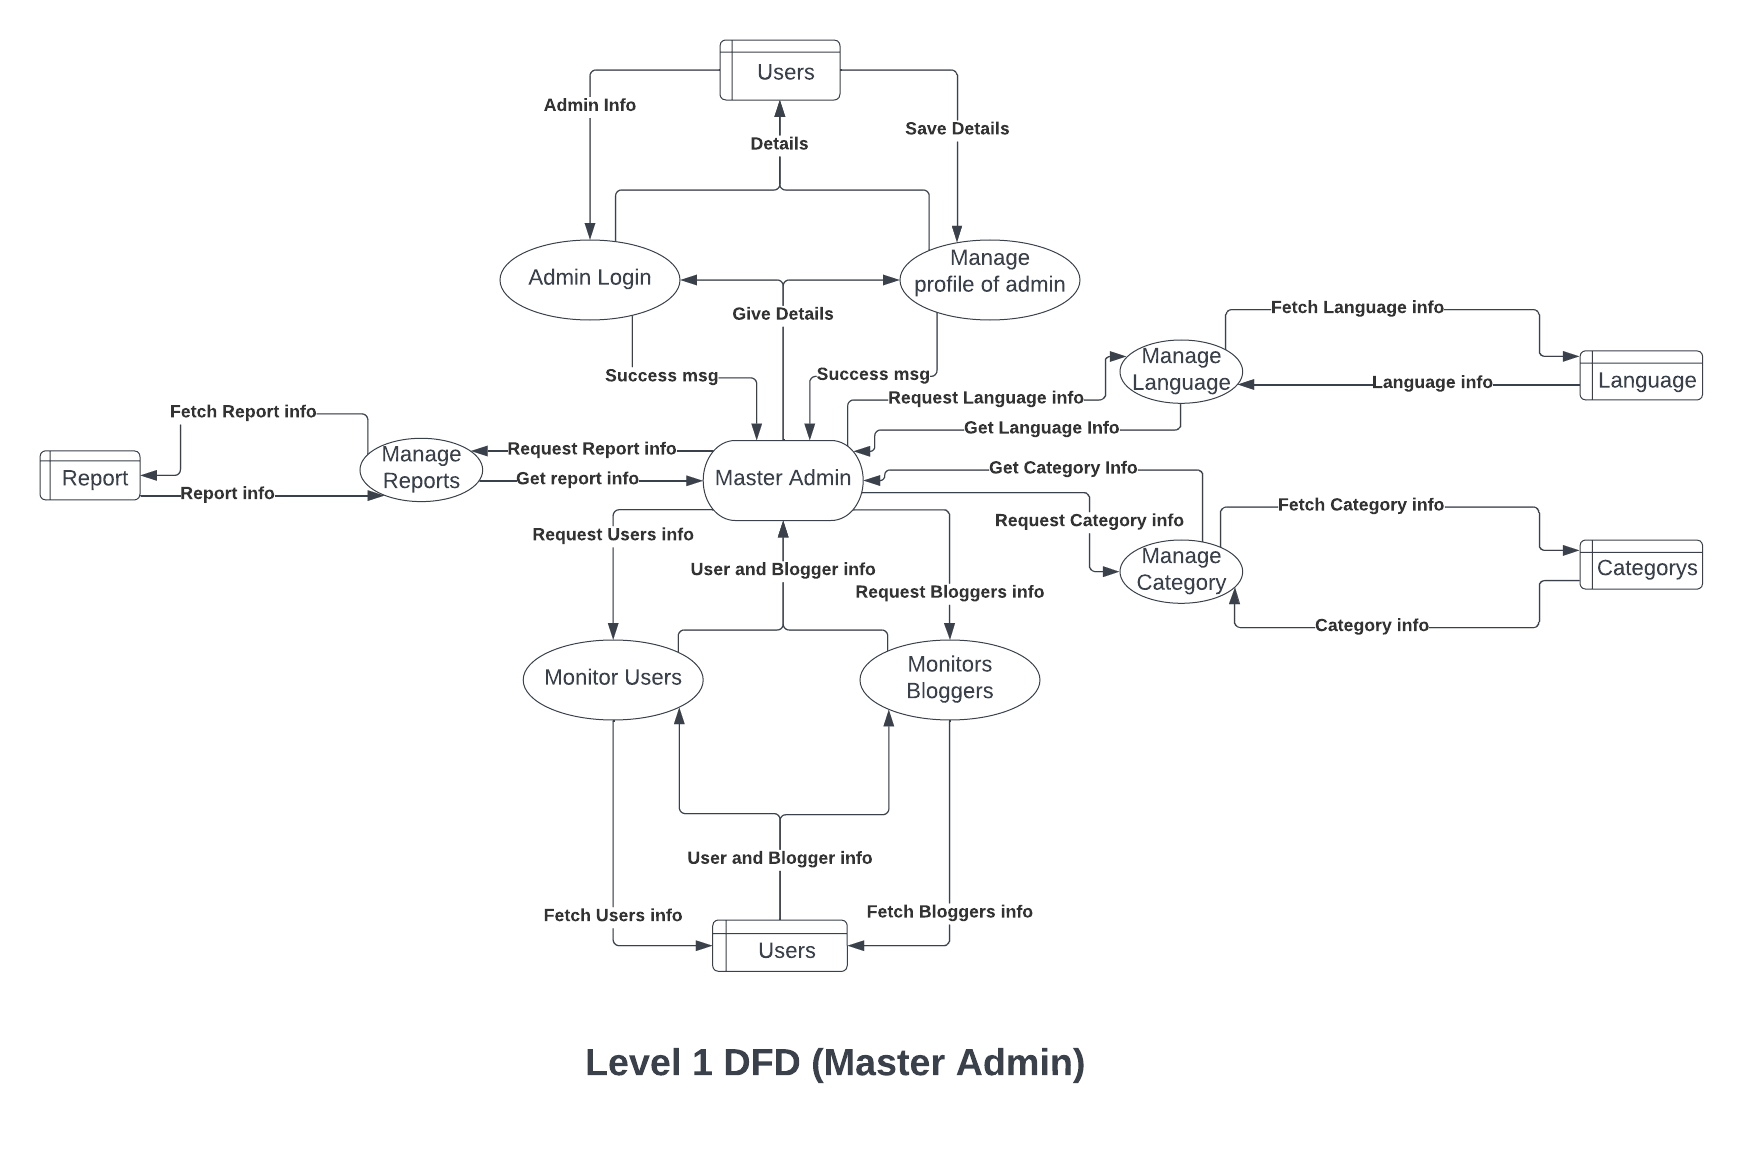 Users
Admin Info
Save Details
Details
Admin Login
Manage
profile of admin
Give Details
Success msg
Success msg
Fetch Language info
Manage
Language
Language
Language info
Request Language info
Get Language Info
Fetch Report info
Manage
Reports
Report
Report info
Request Report info
Get report info
Master Admin
Get Category Info
Request Category info
Fetch Category info
Manage
Category
Categorys
Category info
Request Users info
User and Blogger info
Request Bloggers info
Monitor Users
Monitors
Bloggers
User and Blogger info
Fetch Users info
Fetch Bloggers info
Users
Level 1 DFD (Master Admin)